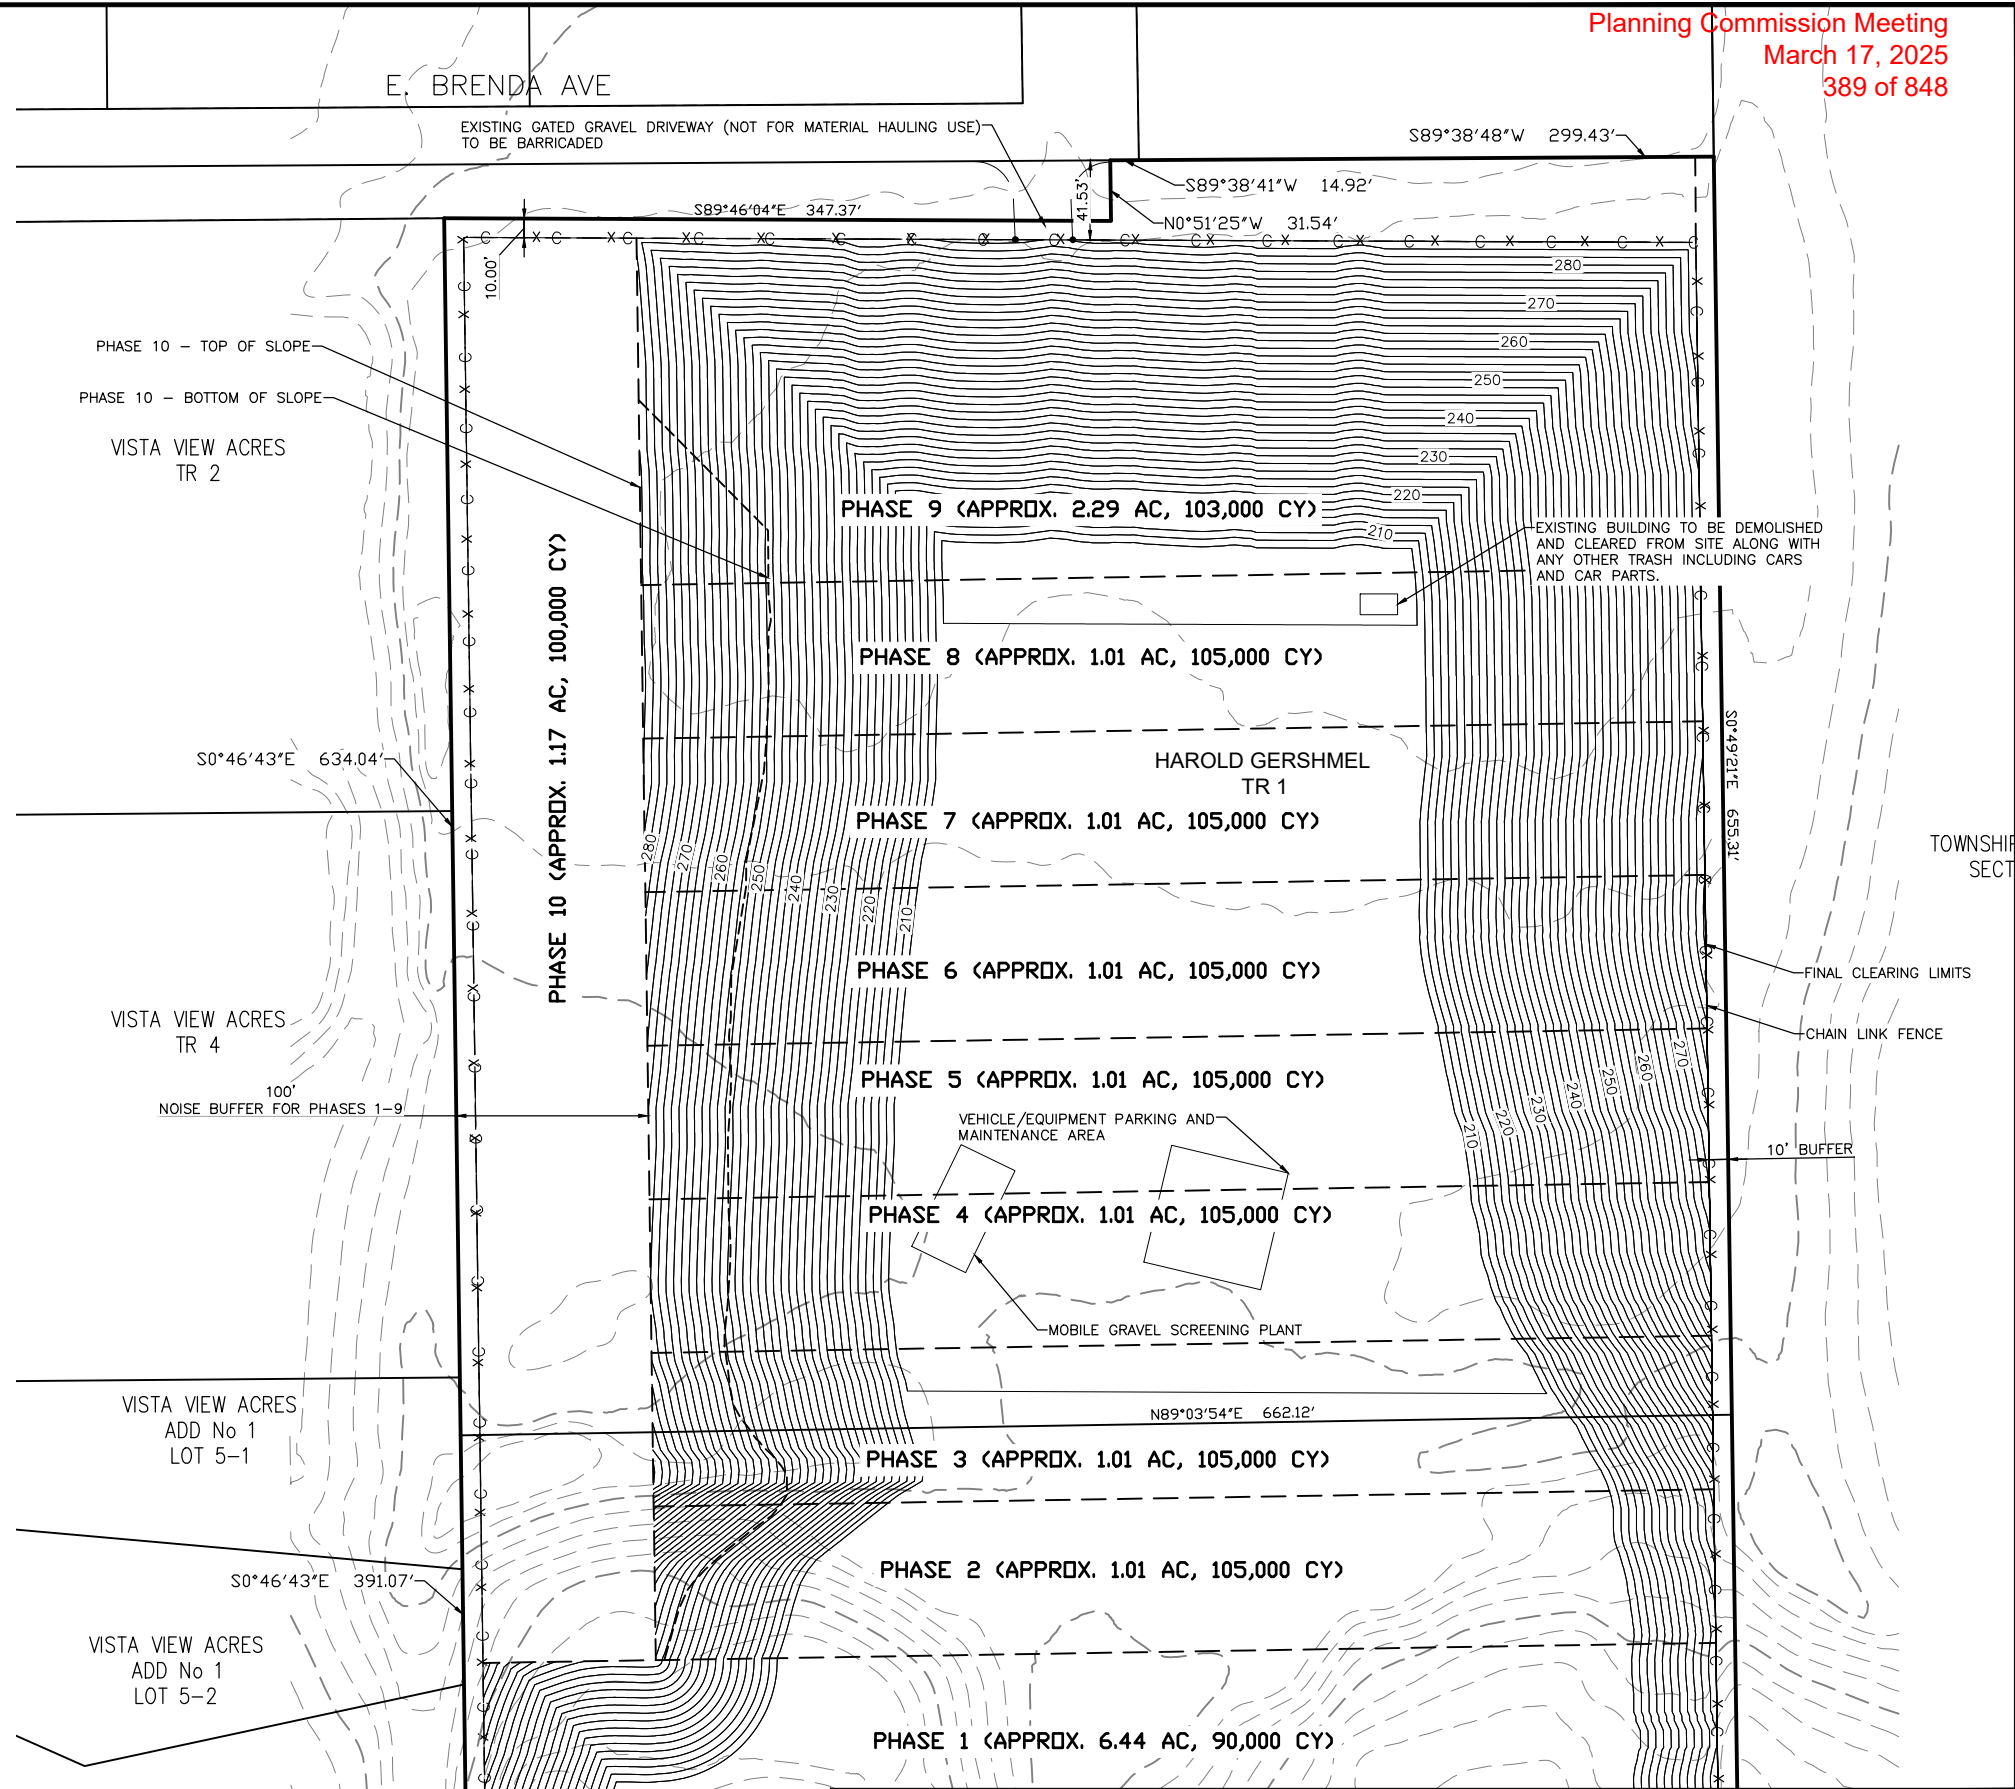 Planning Commission Meeting
March 17, 2025
389 of 848
E. BRENDA AVE
EXISTING GATED GRAVEL DRIVEWAY (NOT FOR MATERIAL HAULING USE)
TO BE BARRICADED
S89°38'48"W 299.43'
S89°38'41"W 14.92'
41.53'
S89°46'04"E 347.37'
N0°51'25"W 31.54'
10.00'
280
270
260
250
240
230
220
210
PHASE 10 – TOP OF SLOPE
PHASE 10 – BOTTOM OF SLOPE
VISTA VIEW ACRES
TR 2
PHASE 9 (APPROX. 2.29 AC, 103,000 CY)
EXISTING BUILDING TO BE DEMOLISHED
AND CLEARED FROM SITE ALONG WITH
ANY OTHER TRASH INCLUDING CARS
AND CAR PARTS.
PHASE 10 (APPROX. 1.17 AC, 100,000 CY)
PHASE 8 (APPROX. 1.01 AC, 105,000 CY)
S0°46'43"E 634.04'
HAROLD GERSHMEL
TR 1
S0°49'21"E 655.31'
PHASE 7 (APPROX. 1.01 AC, 105,000 CY)
TOWNSHI
SECT
280
270
260
250
240
230
220
210
PHASE 6 (APPROX. 1.01 AC, 105,000 CY)
FINAL CLEARING LIMITS
VISTA VIEW ACRES
TR 4
CHAIN LINK FENCE
PHASE 5 (APPROX. 1.01 AC, 105,000 CY)
100'
NOISE BUFFER FOR PHASES 1–9
VEHICLE/EQUIPMENT PARKING AND
MAINTENANCE AREA
210
220
230
240
250
260
270
10' BUFFER
PHASE 4 (APPROX. 1.01 AC, 105,000 CY)
MOBILE GRAVEL SCREENING PLANT
VISTA VIEW ACRES
ADD No 1
LOT 5–1
N89°03'54"E 662.12'
PHASE 3 (APPROX. 1.01 AC, 105,000 CY)
PHASE 2 (APPROX. 1.01 AC, 105,000 CY)
S0°46'43"E 391.07'
VISTA VIEW ACRES
ADD No 1
LOT 5–2
PHASE 1 (APPROX. 6.44 AC, 90,000 CY)